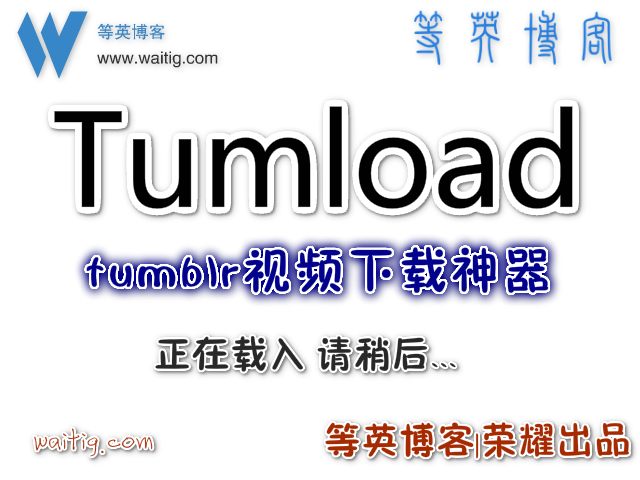 等英博客
www.waitig.com
等英博客
Tumload
tumblr视频下载神器
正在载入 请稍后...
waitig.com
等英博客|荣耀出品